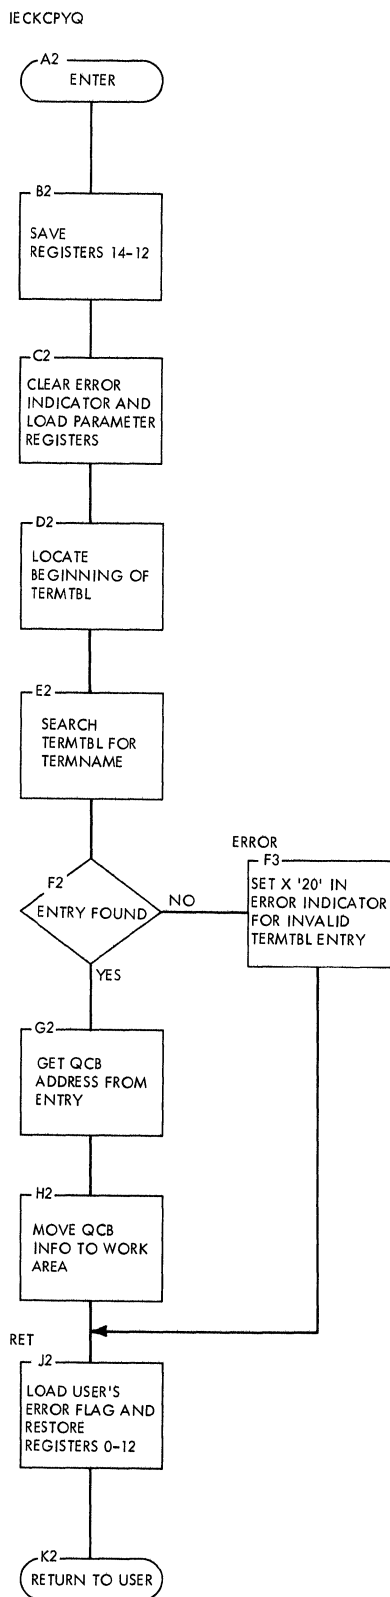 IECKCPYQ
A2
ENTER
B2
SAVE
REGISTERS 14-12
C2
CLEAR ERROR
INDICATOR AND
LOAD PARAMETER
REGISTERS
D2
LOCATE
BEGINNING OF
TERMTBL
E2
SEARCH
TERMTBL FOR
TERMNAME
F2
ENTRY FOUND
NO
YES
ERROR
F3
SET X '20' IN
ERROR INDICATOR
FOR INVALID
TERMTBL ENTRY
G2
GET QCB
ADDRESS FROM
ENTRY
H2
MOVE QCB
INFO TO WORK
AREA
RET
J2
LOAD USER'S
ERROR FLAG AND
RESTORE
REGISTERS 0-12
K2
RETURN TO USER